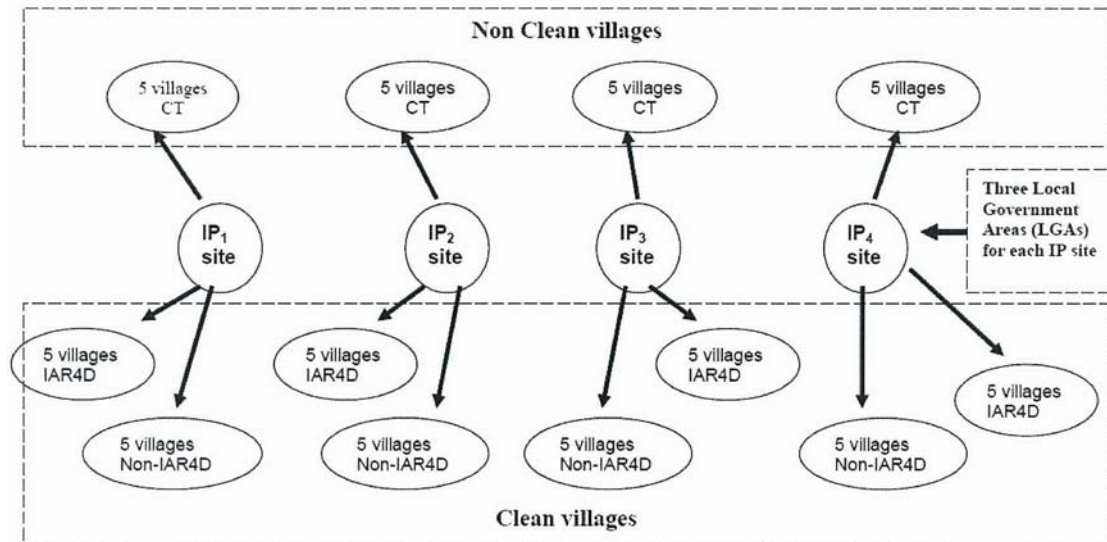 Non Clean villages
5 villages
CT
5 villages
CT
5 villages
CT
5 villages
CT
IP₁
site
IP₂
site
IP₃
site
IP₄
site
Three Local
Government
Areas (LGAs)
for each IP site
5 villages
IAR4D
5 villages
IAR4D
5 villages
IAR4D
5 villages
IAR4D
5 villages
Non-IAR4D
5 villages
Non-IAR4D
5 villages
Non-IAR4D
5 villages
Non-IAR4D
Clean villages